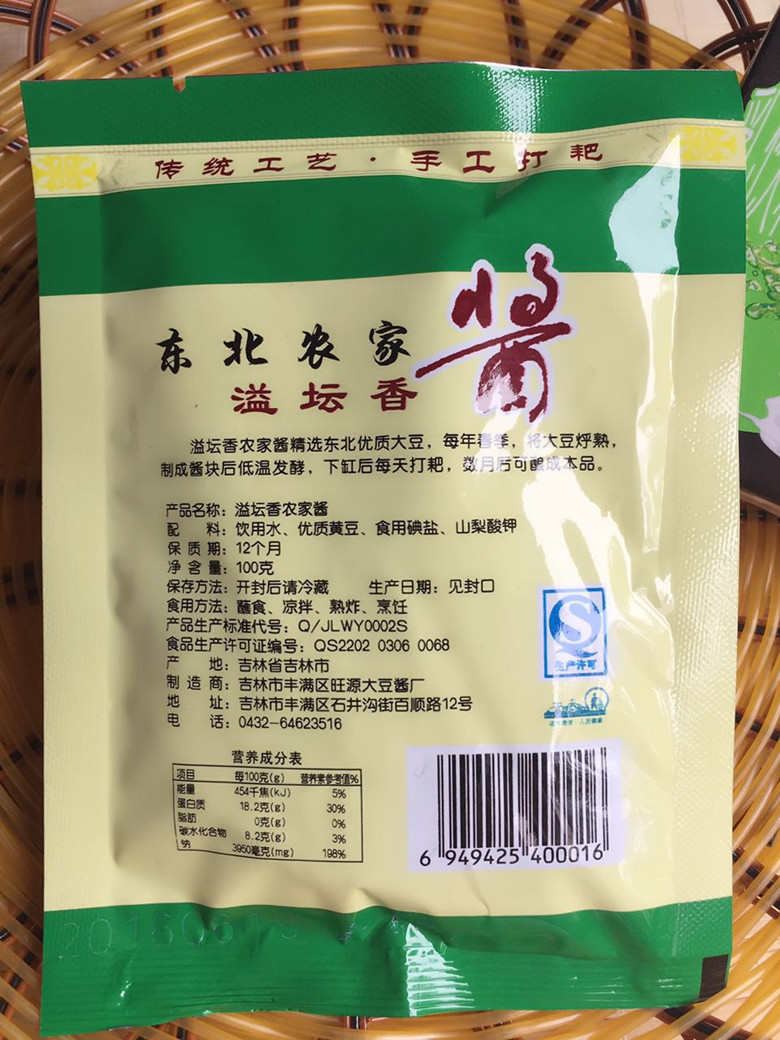 传统工艺·手工打耙
东北农家酱
溢坛香
溢坛香农家酱精选东北优质大豆，每年春季，将大豆烀熟，
制成酱块后低温发酵，下缸后每天打耙，数月后可酿成本品。
产品名称：溢坛香农家酱
配 料：饮用水、优质黄豆、食用碘盐、山梨酸钾
保 质 期：12个月
净 含 量：100克
保存方法：开封后请冷藏 生产日期：见封口
食用方法：蘸食、凉拌、熟炸、烹饪
产品生产标准代号：Q/JLWY0002S
食品生产许可证编号：QS2202 0306 0068
产 地：吉林省吉林市
制 造 商：吉林市丰满区旺源大豆酱厂
地 址：吉林市丰满区石井沟街百顺路12号
电 话：0432-64623516
QS
生产许可
营养成分表
项目 每100克(g) 营养素参考值%
能量 454千焦(kJ) 5%
蛋白质 18.2克(g) 30%
脂肪 0克(g) 0%
碳水化合物 8.2克(g) 3%
钠 3950毫克(mg) 198%
6 949425 400016